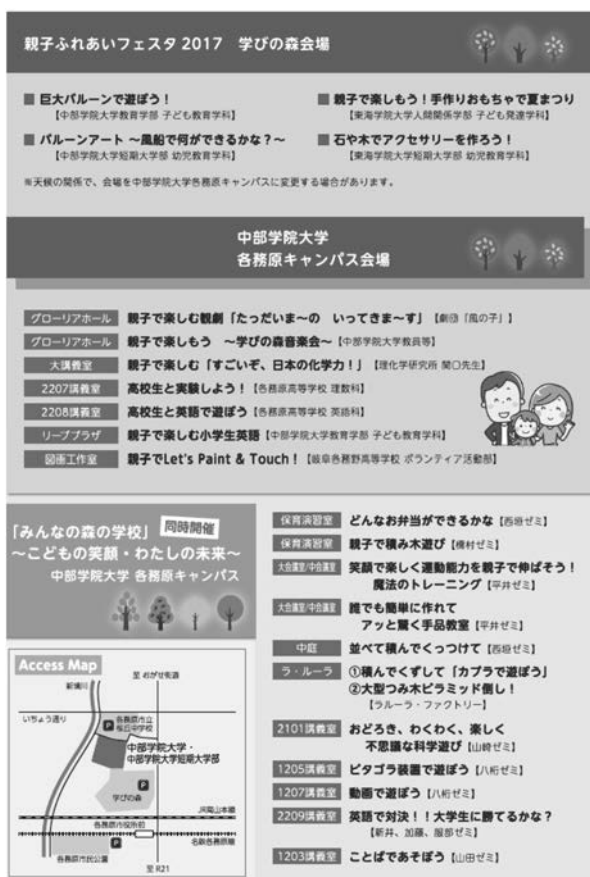 親子ふれあいフェスタ 2017　学びの森会場
■ 巨大バルーンで遊ぼう！
【中部学院大学教育学部 子ども教育学科】
■ バルーンアート ～風船で何ができるかな？～
【中部学院大学短期大学部 幼児教育学科】
■ 親子で楽しもう！手作りおもちゃで夏まつり
【東海学院大学人間関係学部 子ども発達学科】
■ 石や木でアクセサリーを作ろう！
【東海学院大学短期大学部 幼児教育学科】
※天候の関係で、会場を中部学院大学各務原キャンパスに変更する場合があります。
中部学院大学
各務原キャンパス会場
グローリアホール　親子で楽しむ観劇「たっだいま～の　いってきま～す」【劇団「風の子」】
グローリアホール　親子で楽しもう　～学びの森音楽会～【中部学院大学教員等】
大講義室　親子で楽しむ「すごいぞ、日本の化学力！」【理化学研究所 関口先生】
2207講義室　高校生と実験しよう！【各務原高等学校 理数科】
2208講義室　高校生と英語で遊ぼう【各務原高等学校 英語科】
リーブプラザ　親子で楽しむ小学生英語【中部学院大学教育学部 子ども教育学科】
図画工作室　親子でLet's Paint & Touch！【岐阜各務野高等学校 ボランティア活動部】
「みんなの森の学校」 同時開催
～こどもの笑顔・わたしの未来～
中部学院大学 各務原キャンパス
Access Map
至 おがせ街道
新境川
いちょう通り
各務原市立
桜丘中学校
P
中部学院大学・
中部学院大学短期大学部
P
学びの森
JR高山本線
各務原市役所前
名鉄各務原線
P
各務原市民公園
至 R21
保育演習室　どんなお弁当ができるかな【西垣ゼミ】
保育演習室　親子で積み木遊び【横村ゼミ】
大会議室/中会議室　笑顔で楽しく運動能力を親子で伸ばそう！
魔法のトレーニング【平井ゼミ】
大会議室/中会議室　誰でも簡単に作れて
アッと驚く手品教室【平井ゼミ】
中庭　並べて積んでくっつけて【西垣ゼミ】
ラ・ルーラ　①積んでくずして「カプラで遊ぼう」
②大型つみ木ピラミッド倒し！
【ラルーラ・ファクトリー】
2101講義室　おどろき、わくわく、楽しく
不思議な科学遊び【山崎ゼミ】
1205講義室　ピタゴラ装置で遊ぼう【八桁ゼミ】
1207講義室　動画で遊ぼう【八桁ゼミ】
2209講義室　英語で対決！！大学生に勝てるかな？
【新井、加藤、服部ゼミ】
1203講義室　ことばであそぼう【山田ゼミ】